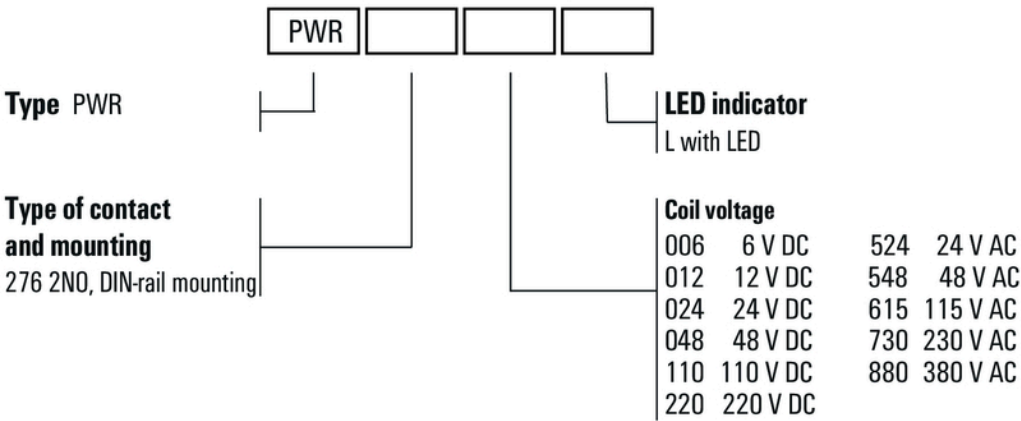 PWR
Type PWR
LED indicator
L with LED
Type of contact
and mounting
276 2NO, DIN-rail mounting
Coil voltage
006 6 V DC 524 24 V AC
012 12 V DC 548 48 V AC
024 24 V DC 615 115 V AC
048 48 V DC 730 230 V AC
110 110 V DC 880 380 V AC
220 220 V DC